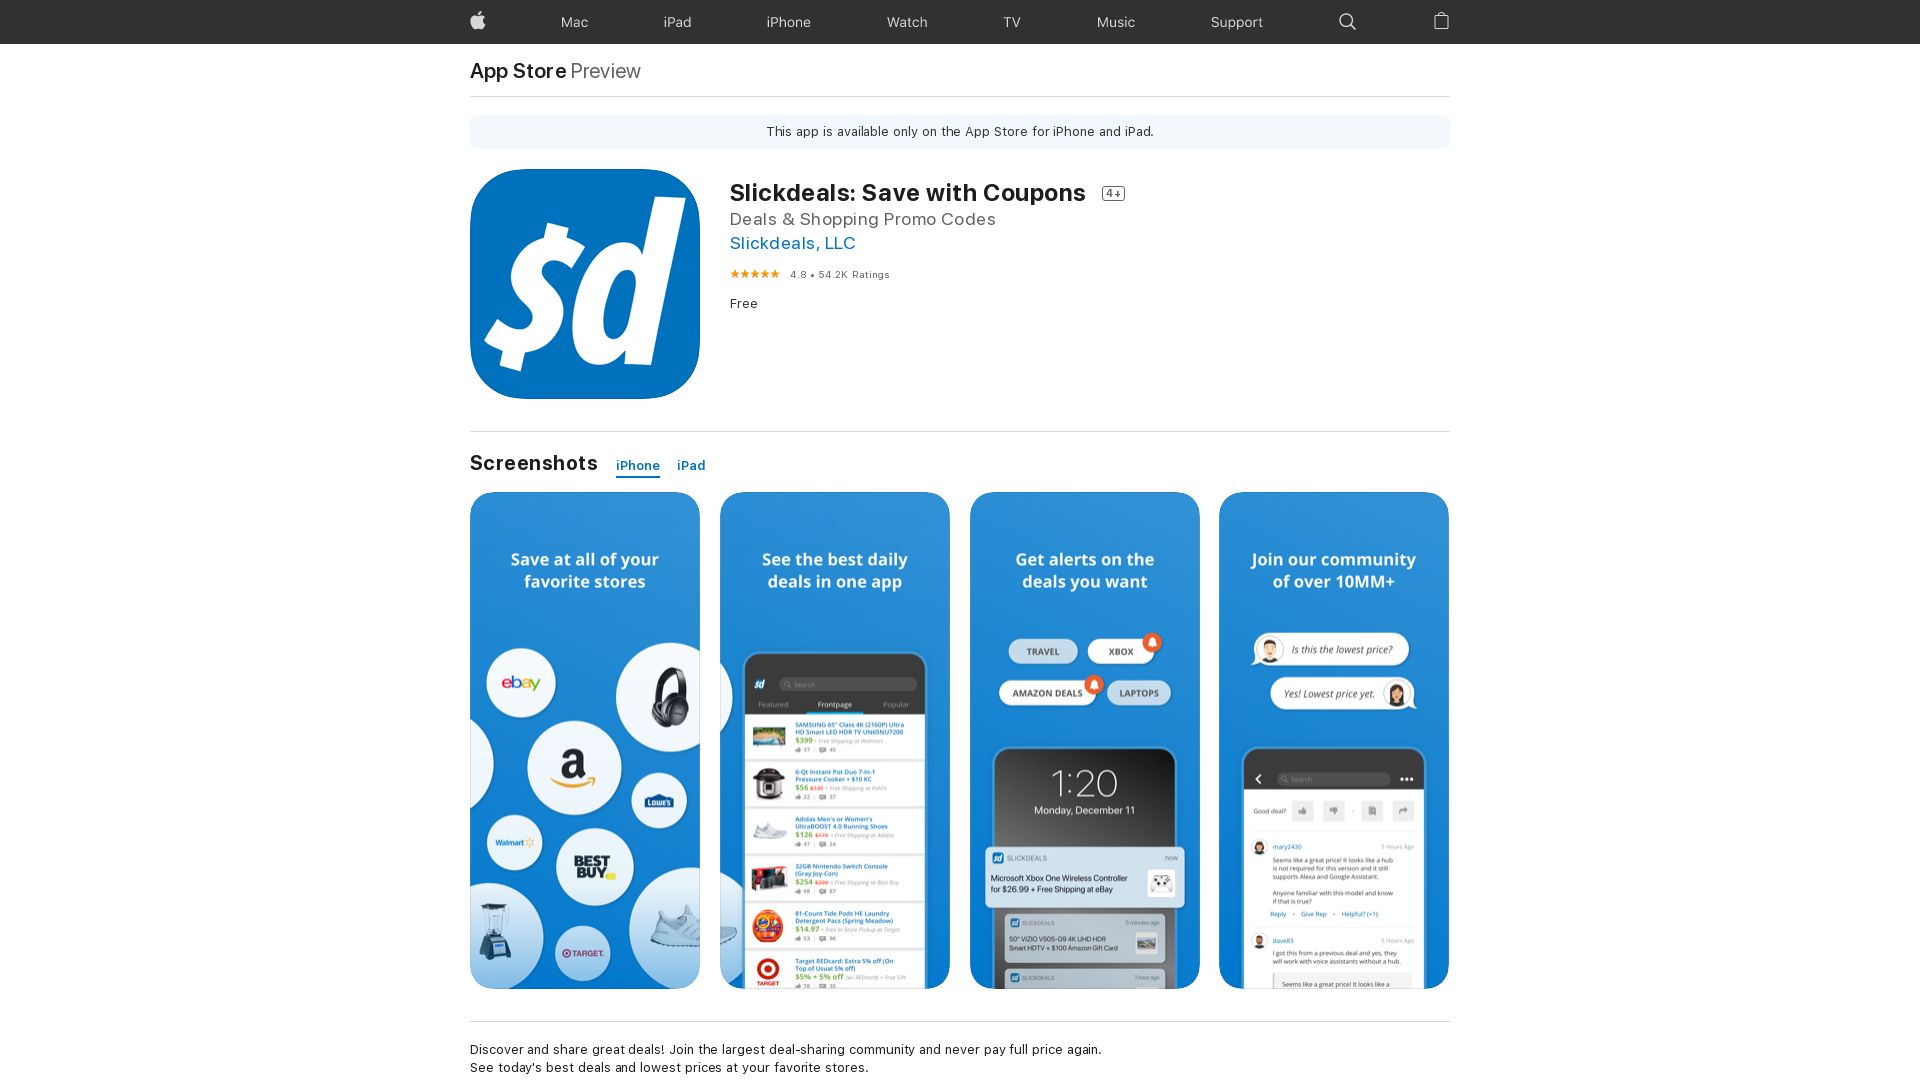 Mac
iPad
iPhone
Watch
TV
Music
Support
App Store Preview
This app is available only on the App Store for iPhone and iPad.
$d
Slickdeals: Save with Coupons 4+
Deals & Shopping Promo Codes
Slickdeals, LLC
4.8 • 54.2K Ratings
Free
Screenshots
iPhone
iPad
Save at all of your
favorite stores
ebay
a
LOWE'S
Walmart
BEST
BUY
TARGET
See the best daily
deals in one app
$d
Search
Featured
Frontpage
Popular
SAMSUNG 65" Class 4K (2160P) Ultra
HD Smart LED HDR TV UN65NU7200
$399 • Free Shipping at Walmart
37 | 45
6-Qt Instant Pot Duo 7-In-1
Pressure Cooker + $10 KC
$56 $130 • Free Shipping at Kohl's
22 | 37
Adidas Men's or Women's
UltraBOOST 4.0 Running Shoes
$126 $179 • Free Shipping at Adidas
47 | 24
32GB Nintendo Switch Console
(Gray Joy-Con)
$254 $299 • Free Shipping at Best Buy
98 | 87
81-Count Tide Pods HE Laundry
Detergent Pacs (Spring Meadow)
$14.97 • Free In-Store Pickup at Target
53 | 96
Target REDcard: Extra 5% off (On
Top of Usual 5% off)
$5% + 5% off (w/ REDcard) + Free S/H
78 | 35
TARGET
Get alerts on the
deals you want
TRAVEL
XBOX
AMAZON DEALS
LAPTOPS
1:20
Monday, December 11
$d SLICKDEALS now
Microsoft Xbox One Wireless Controller
for $26.99 + Free Shipping at eBay
$d SLICKDEALS 5 minutes ago
50" VIZIO V505-G9 4K UHD HDR
Smart HDTV + $100 Amazon Gift Card
$d SLICKDEALS 1 hour ago
Join our community
of over 10MM+
Is this the lowest price?
Yes! Lowest price yet.
Search
Good deal?
mary2430 5 Hours Ago
Seems like a great price! It looks like a hub
is not required for this version and it still
supports Alexa and Google Assistant.
Anyone familiar with this model and know
if that is true?
Reply • Give Rep • Helpful? (+1)
dave83 5 Hours Ago
I got this from a previous deal and yes, they
will work with voice assistants without a hub.
Seems like a great price! It looks like a
Discover and share great deals! Join the largest deal-sharing community and never pay full price again.
See today's best deals and lowest prices at your favorite stores.